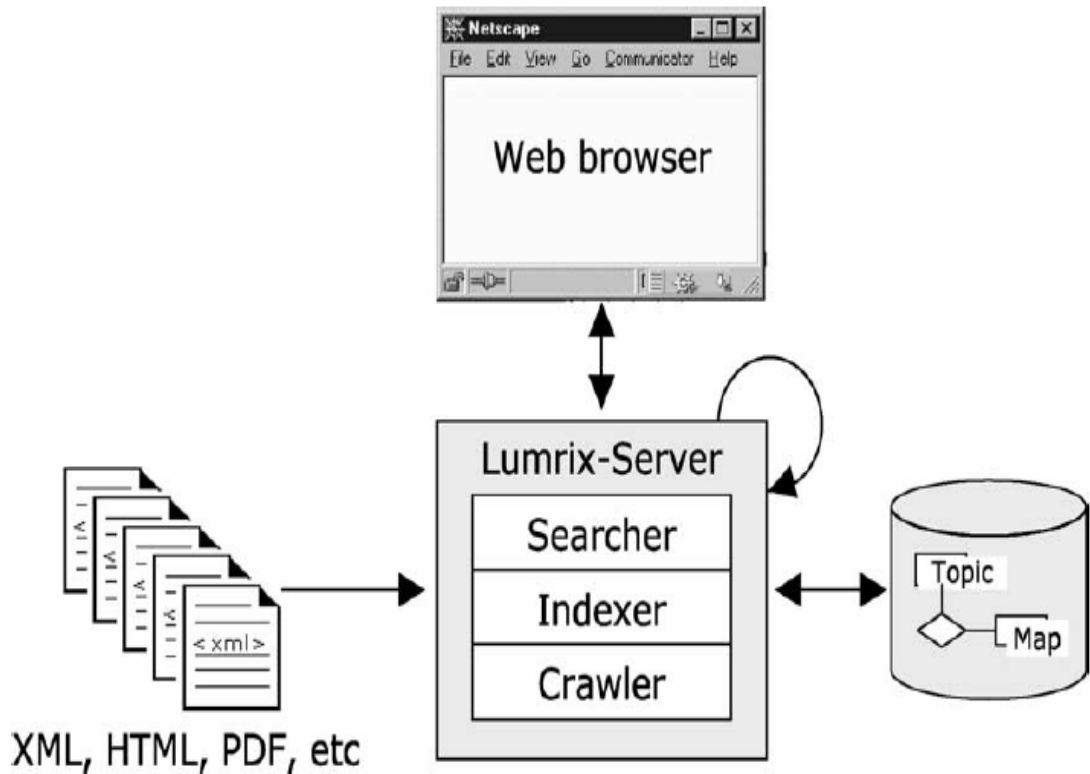 Netscape
File Edit View Go Communicator Help
Web browser
Lumrix-Server
Searcher
Indexer
Crawler
<xml>
XML, HTML, PDF, etc
Topic
Map